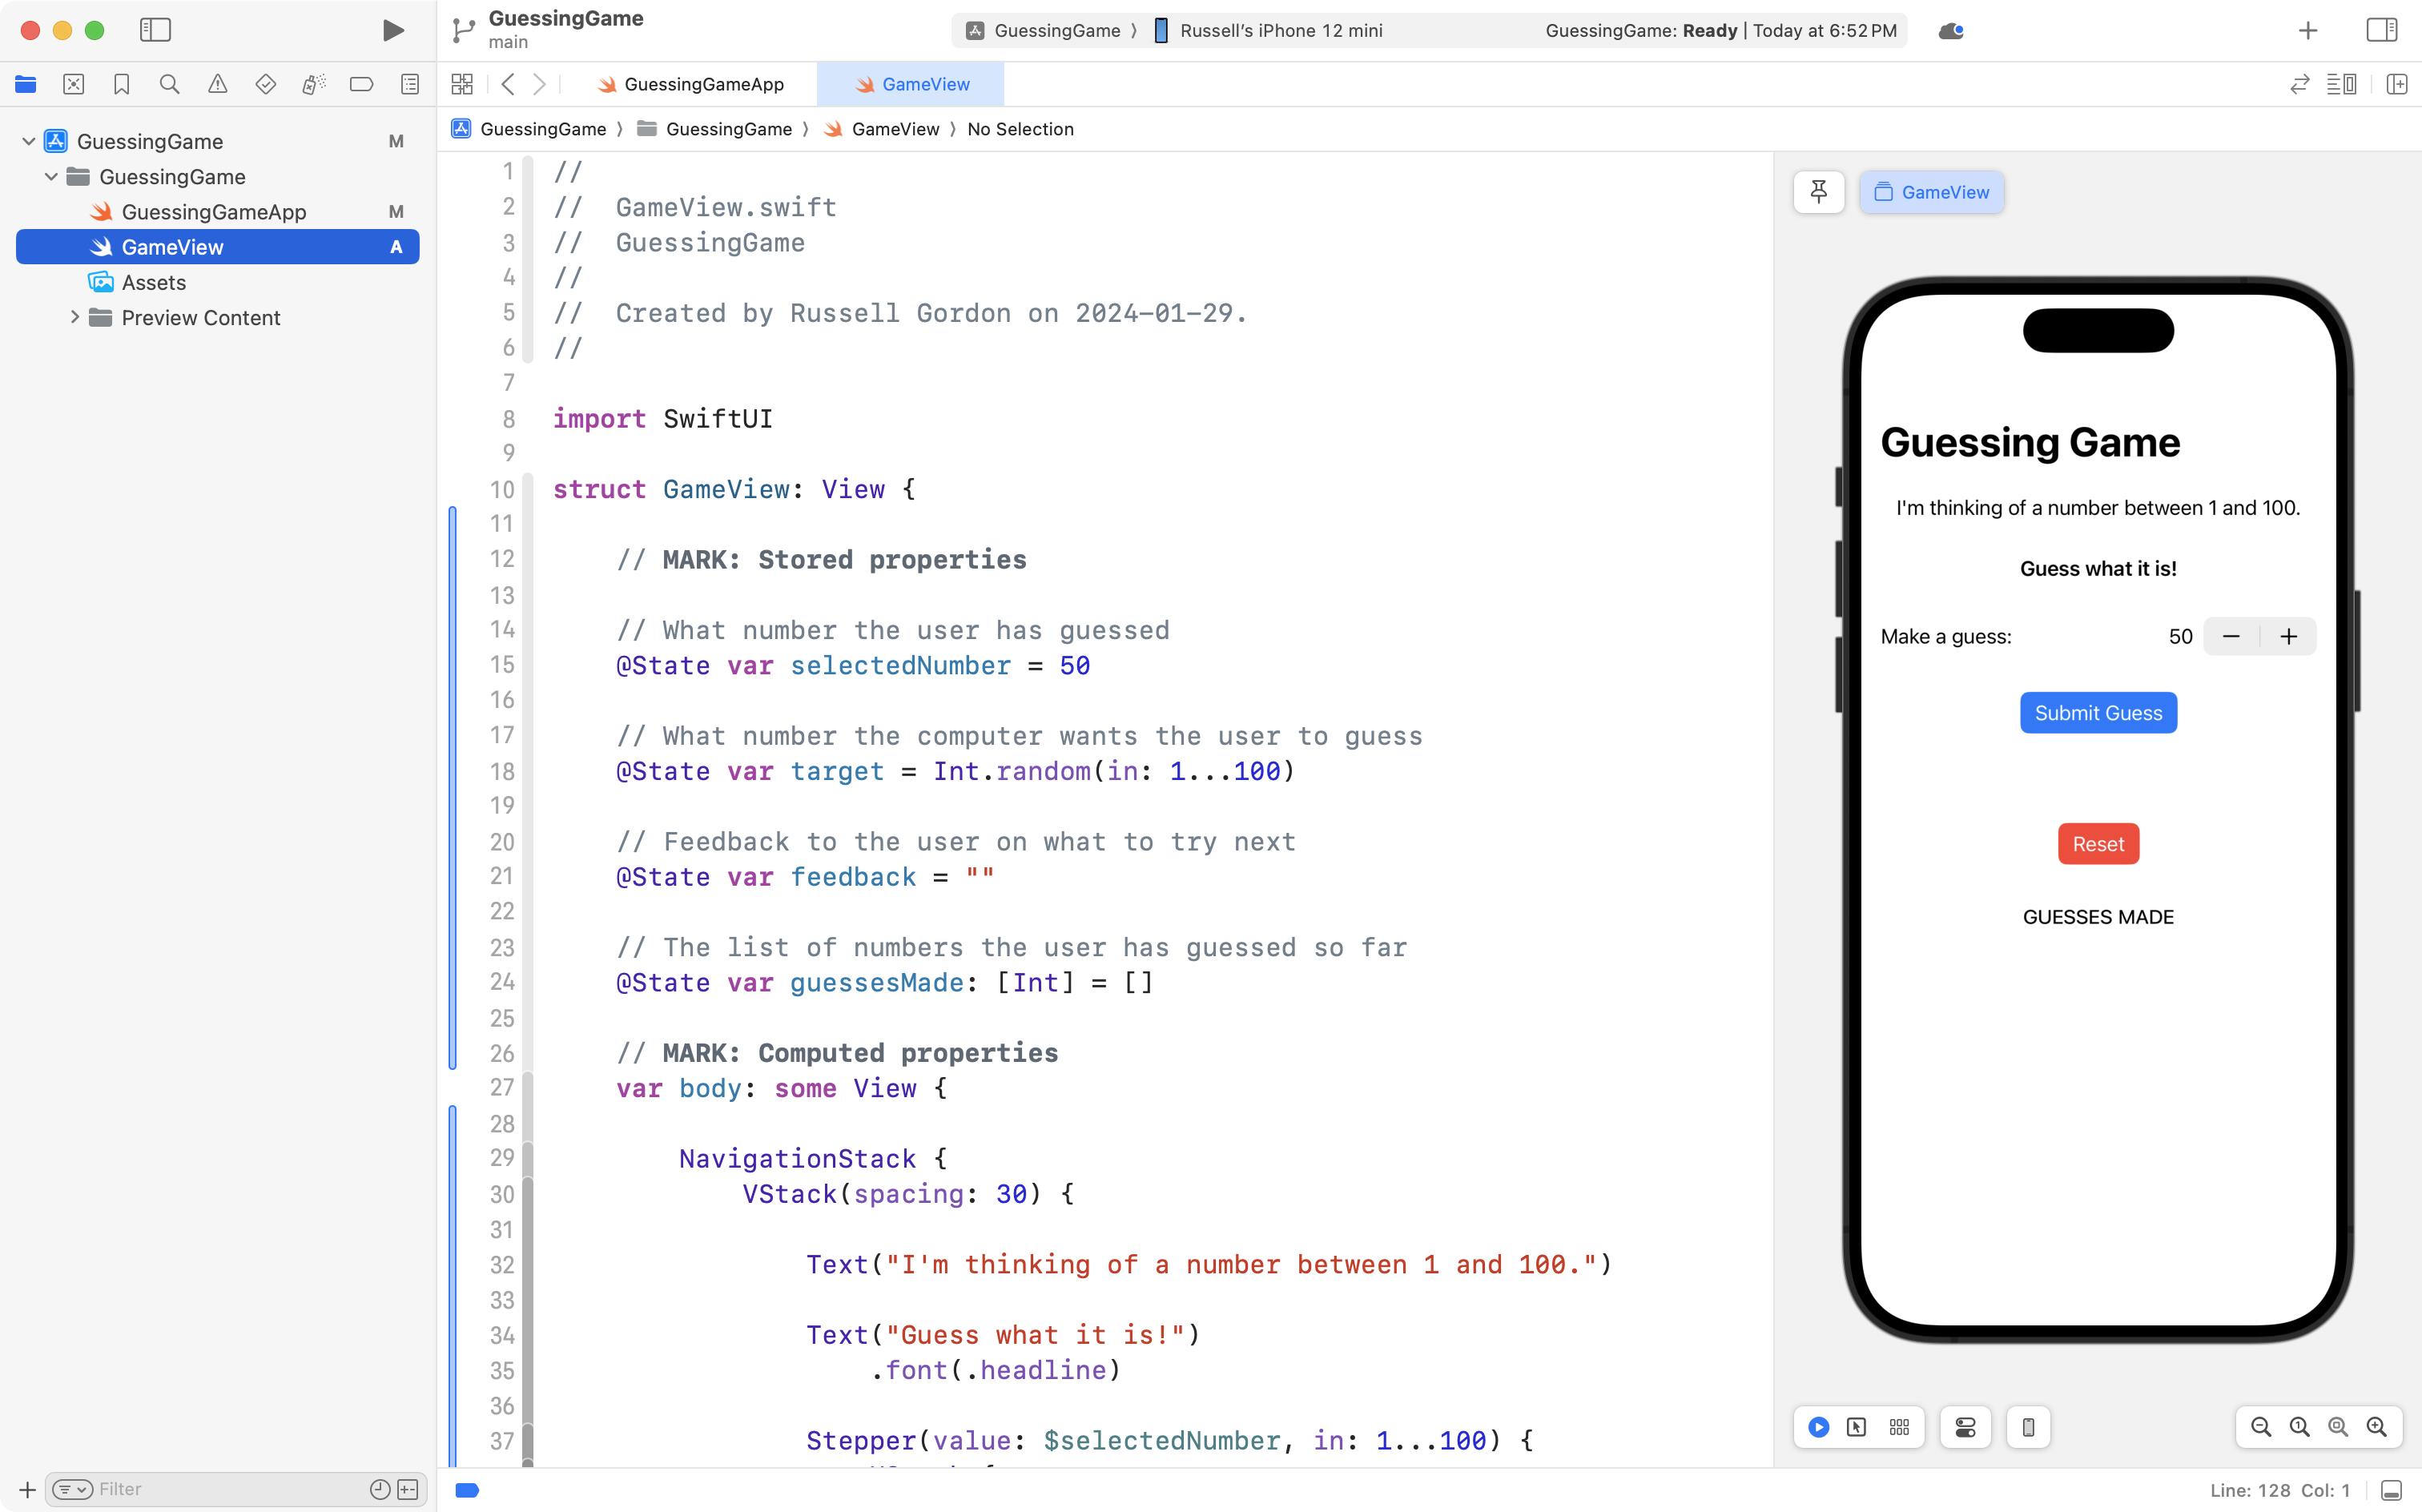 GuessingGame
main
GuessingGame 〉 Russell’s iPhone 12 mini
GuessingGame: Ready | Today at 6:52 PM
GuessingGameApp
GameView
GuessingGame 〉 GuessingGame 〉 GameView 〉 No Selection
GuessingGame M
GuessingGame
GuessingGameApp M
GameView A
Assets
Preview Content
Filter
1 //
2 //  GameView.swift
3 //  GuessingGame
4 //
5 //  Created by Russell Gordon on 2024-01-29.
6 //
7
8 import SwiftUI
9
10 struct GameView: View {
11
12     // MARK: Stored properties
13
14     // What number the user has guessed
15     @State var selectedNumber = 50
16
17     // What number the computer wants the user to guess
18     @State var target = Int.random(in: 1...100)
19
20     // Feedback to the user on what to try next
21     @State var feedback = ""
22
23     // The list of numbers the user has guessed so far
24     @State var guessesMade: [Int] = []
25
26     // MARK: Computed properties
27     var body: some View {
28
29         NavigationStack {
30             VStack(spacing: 30) {
31
32                 Text("I'm thinking of a number between 1 and 100.")
33
34                 Text("Guess what it is!")
35                     .font(.headline)
36
37                 Stepper(value: $selectedNumber, in: 1...100) {
GameView
Guessing Game
I'm thinking of a number between 1 and 100.
Guess what it is!
Make a guess: 50 − +
Submit Guess
Reset
GUESSES MADE
Line: 128 Col: 1